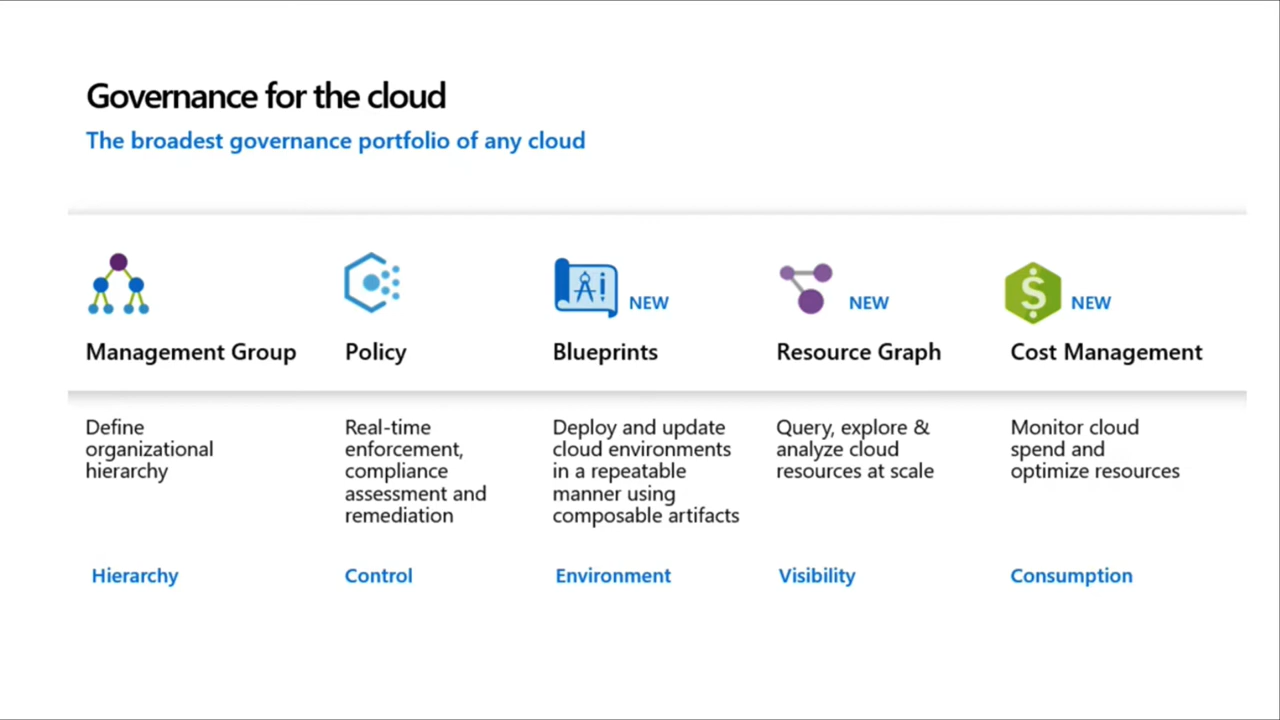 Governance for the cloud
The broadest governance portfolio of any cloud
NEW
NEW
NEW
Management Group
Policy
Blueprints
Resource Graph
Cost Management
Define
organizational
hierarchy
Real-time
enforcement,
compliance
assessment and
remediation
Deploy and update
cloud environments
in a repeatable
manner using
composable artifacts
Query, explore &
analyze cloud
resources at scale
Monitor cloud
spend and
optimize resources
Hierarchy
Control
Environment
Visibility
Consumption